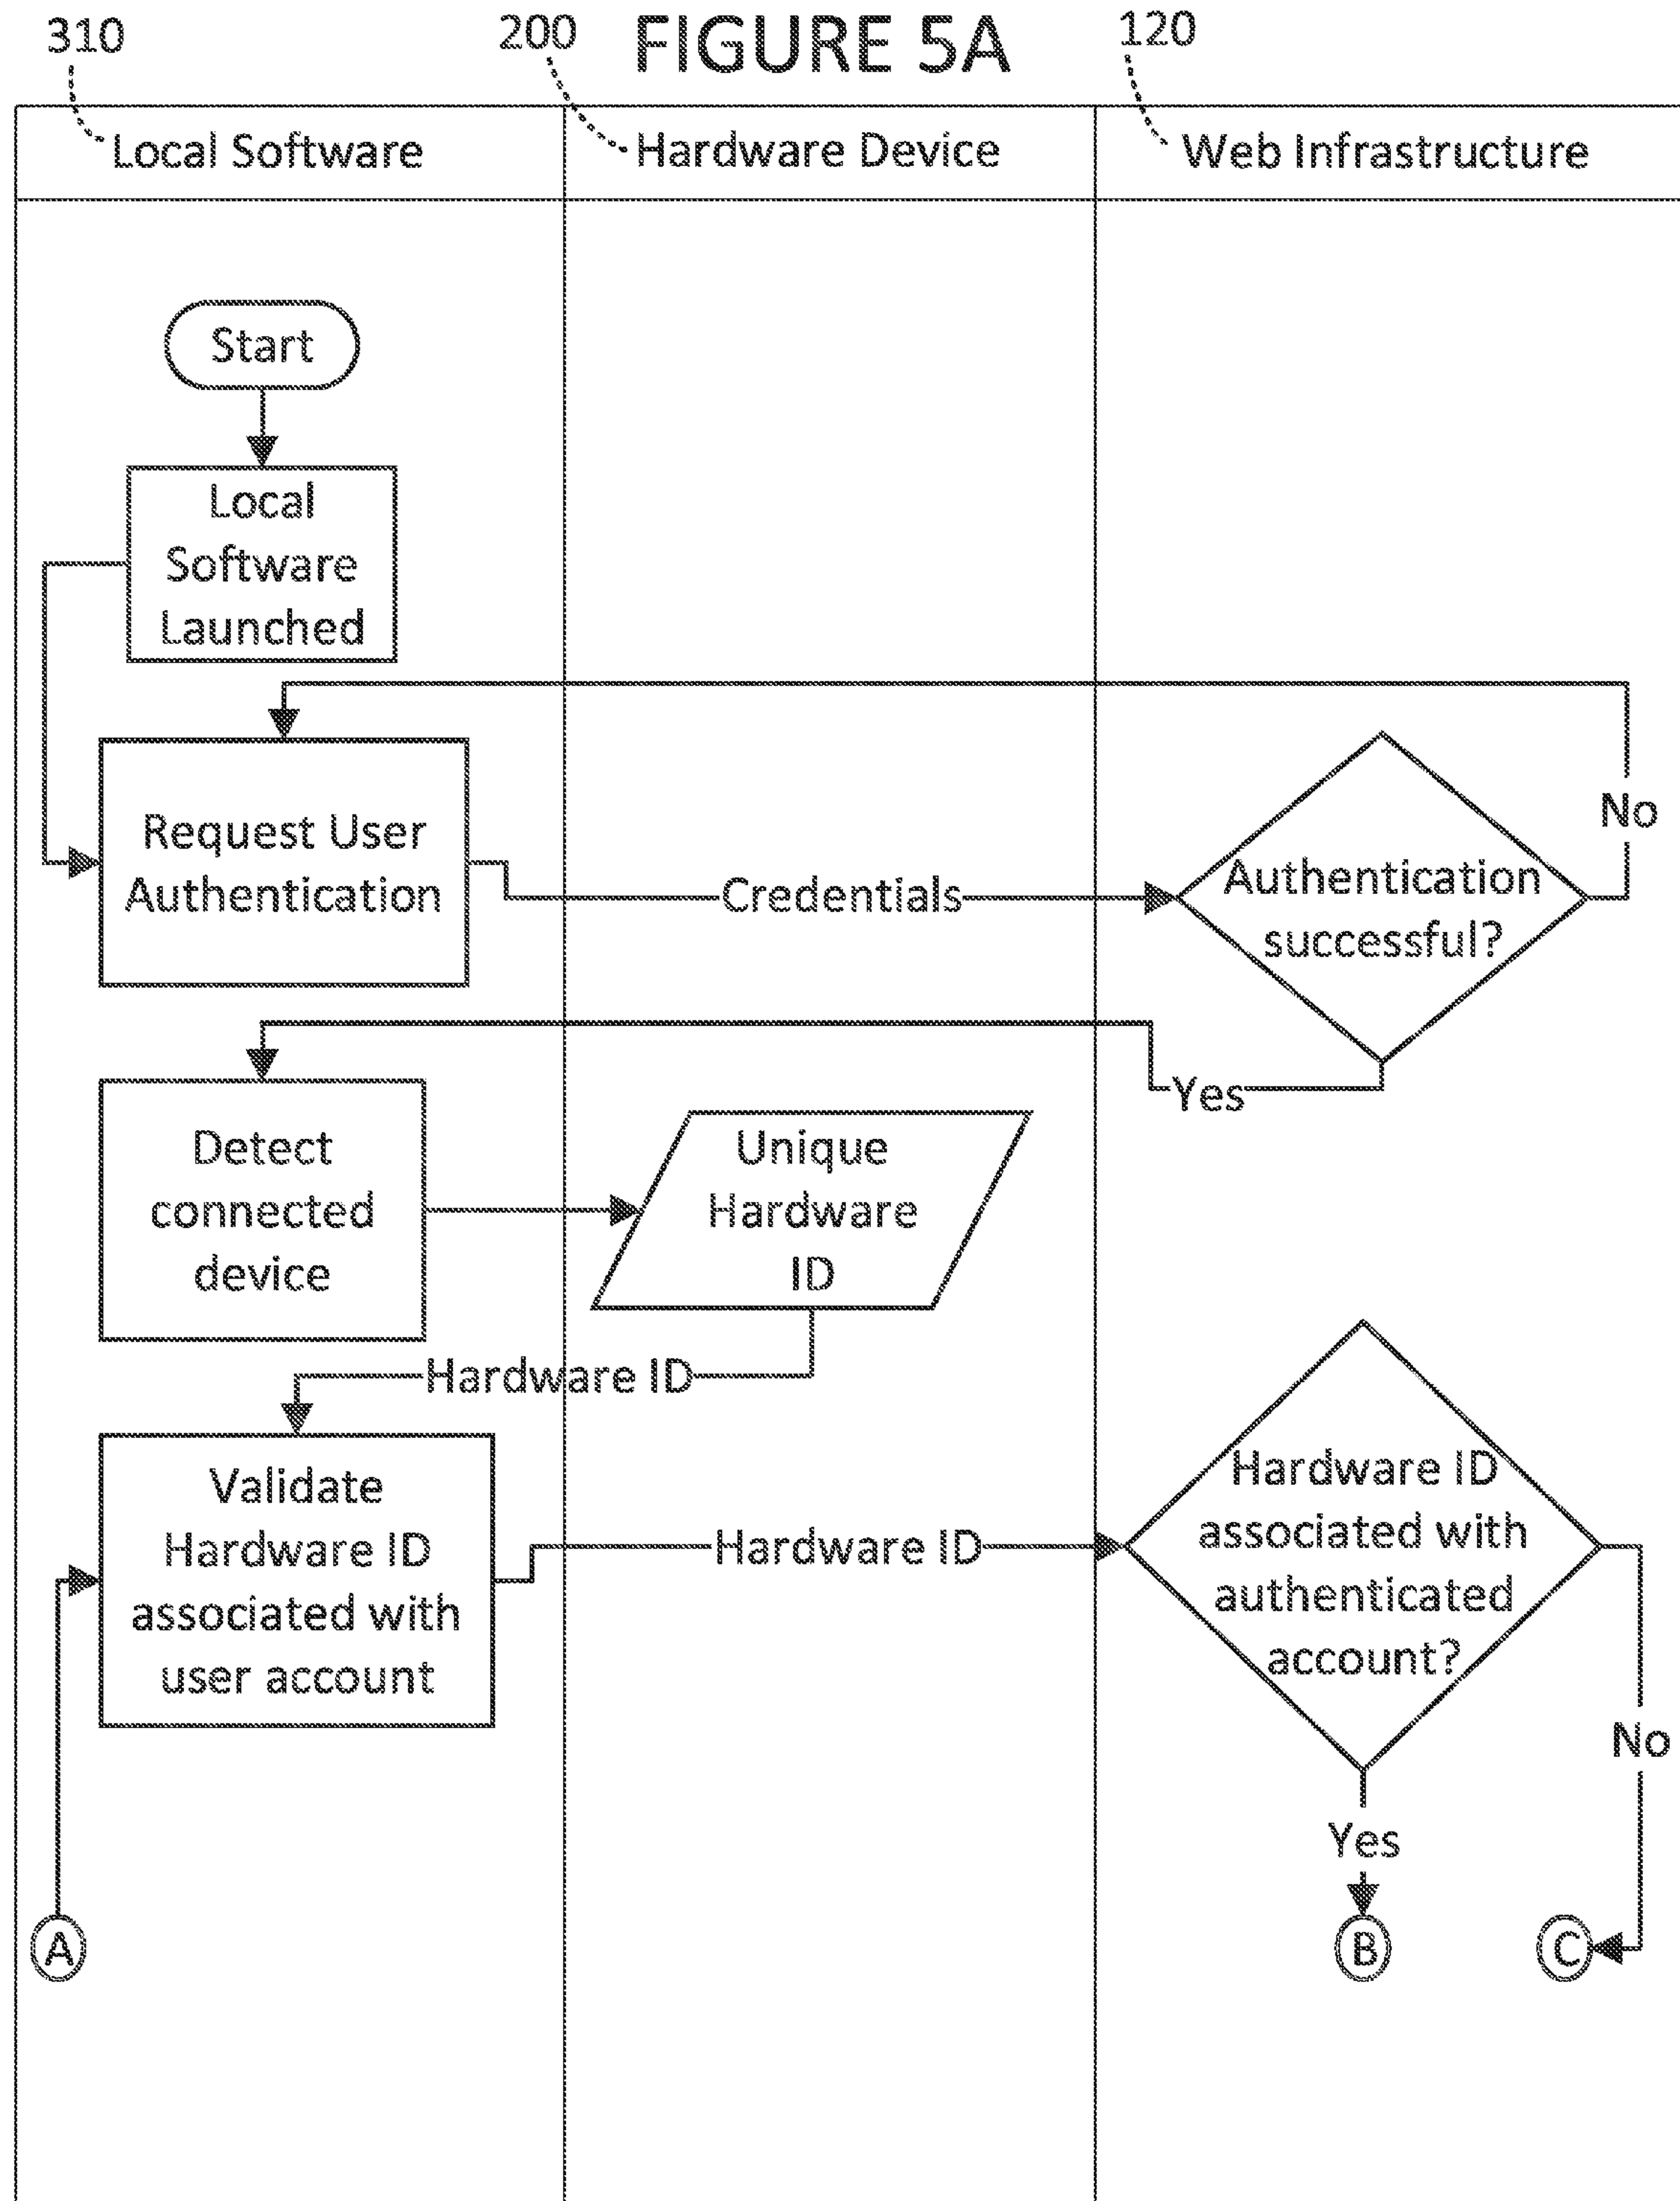 310
200
FIGURE 5A
120
Local Software
Hardware Device
Web Infrastructure
Start
Local
Software
Launched
Request User
Authentication
Credentials
Authentication
successful?
No
Yes
Detect
connected
device
Unique
Hardware
ID
Hardware ID
Validate
Hardware ID
associated with
user account
Hardware ID
Hardware ID
associated with
authenticated
account?
No
Yes
A
B
C